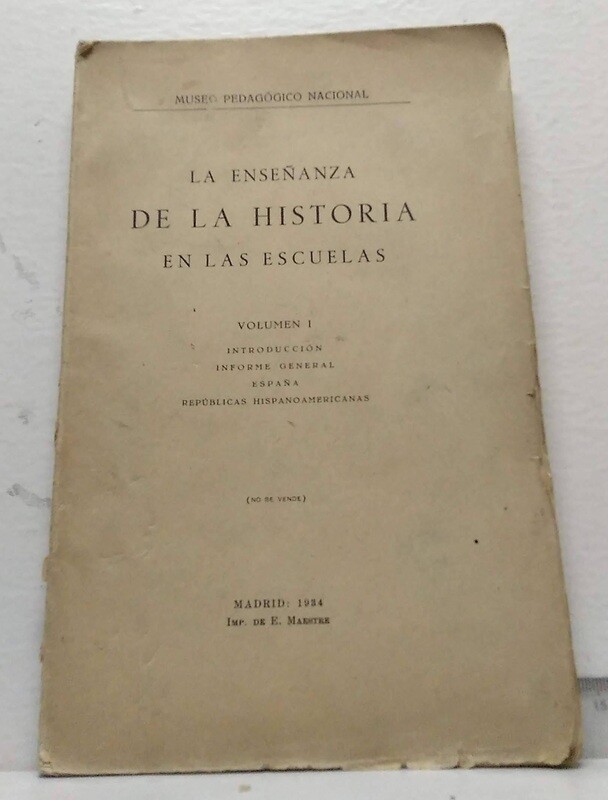 MUSEO PEDAGÓGICO NACIONAL
LA ENSEÑANZA
DE LA HISTORIA
EN LAS ESCUELAS
VOLUMEN I
INTRODUCCIÓN
INFORME GENERAL
ESPAÑA
REPÚBLICAS HISPANOAMERICANAS
(NO SE VENDE)
MADRID: 1934
IMP. DE E. MAESTRE